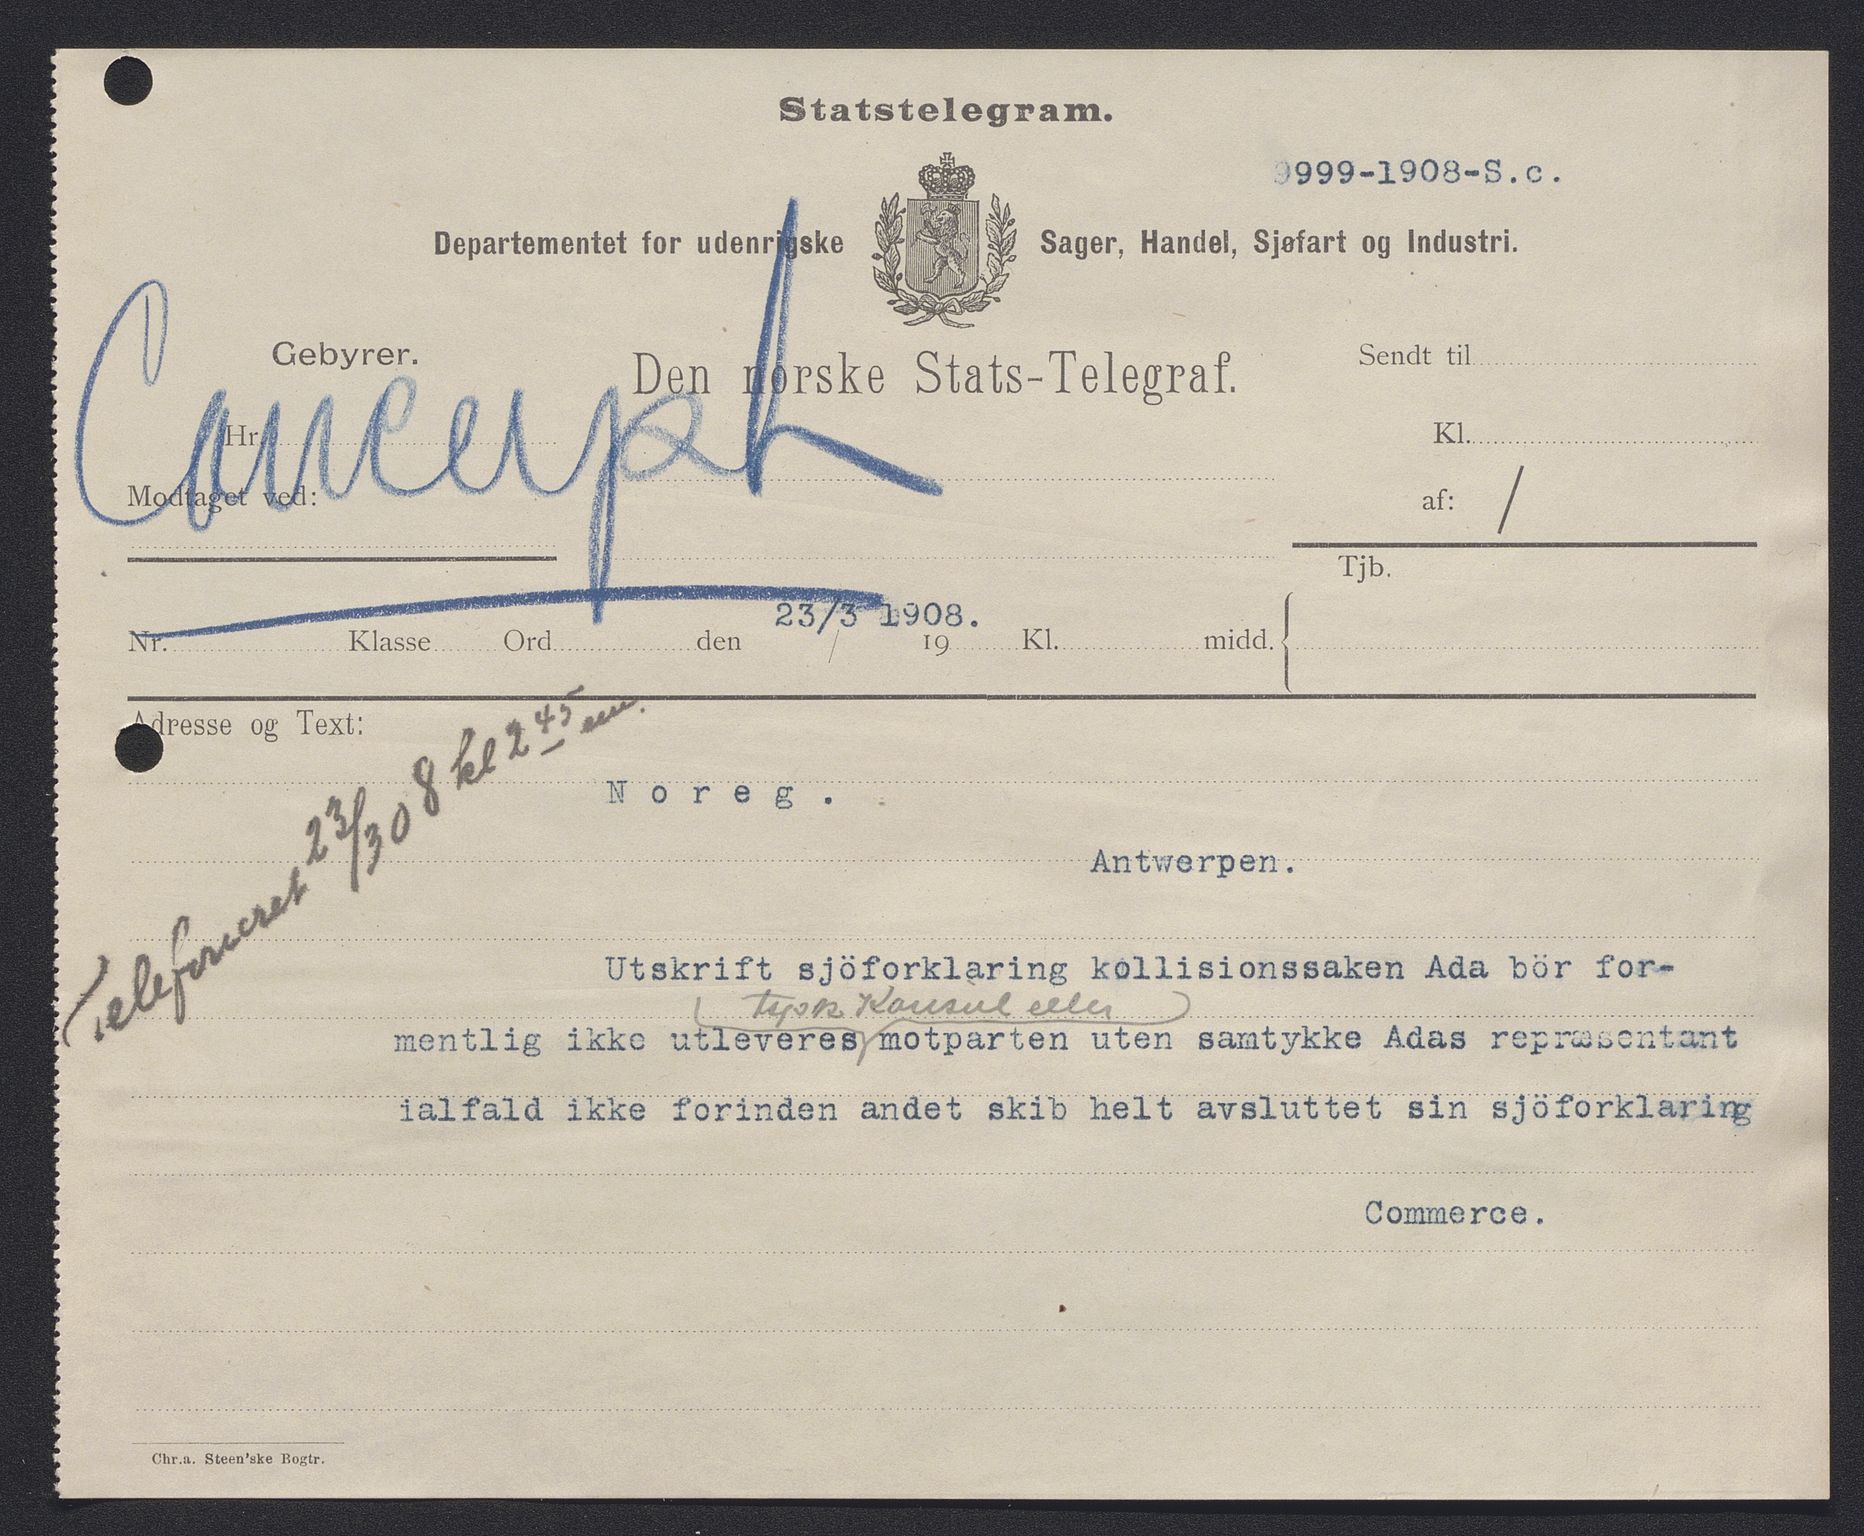 Statstelegram.
9999-1908-S.c.
Departementet for udenrigske Sager, Handel, Sjøfart og Industri.
Gebyrer.
Den norske Stats-Telegraf.
Sendt til
Concept
Hr.
Kl.
Modtaget ved:
af: /
Tjb.
23/3 1908.
Nr. Klasse Ord den / 19 Kl. midd.
Adresse og Text:
Telefoneret 23/3 08 kl 2 45 em.
Noreg.
Antwerpen.
Utskrift sjöforklaring kollisionssaken Ada bör for-
tysk Konsul eller
mentlig ikke utleveres motparten uten samtykke Adas repræsentant
ialfald ikke forinden andet skib helt avsluttet sin sjöforklaring
Commerce.
Chr.a. Steen'ske Bogtr.